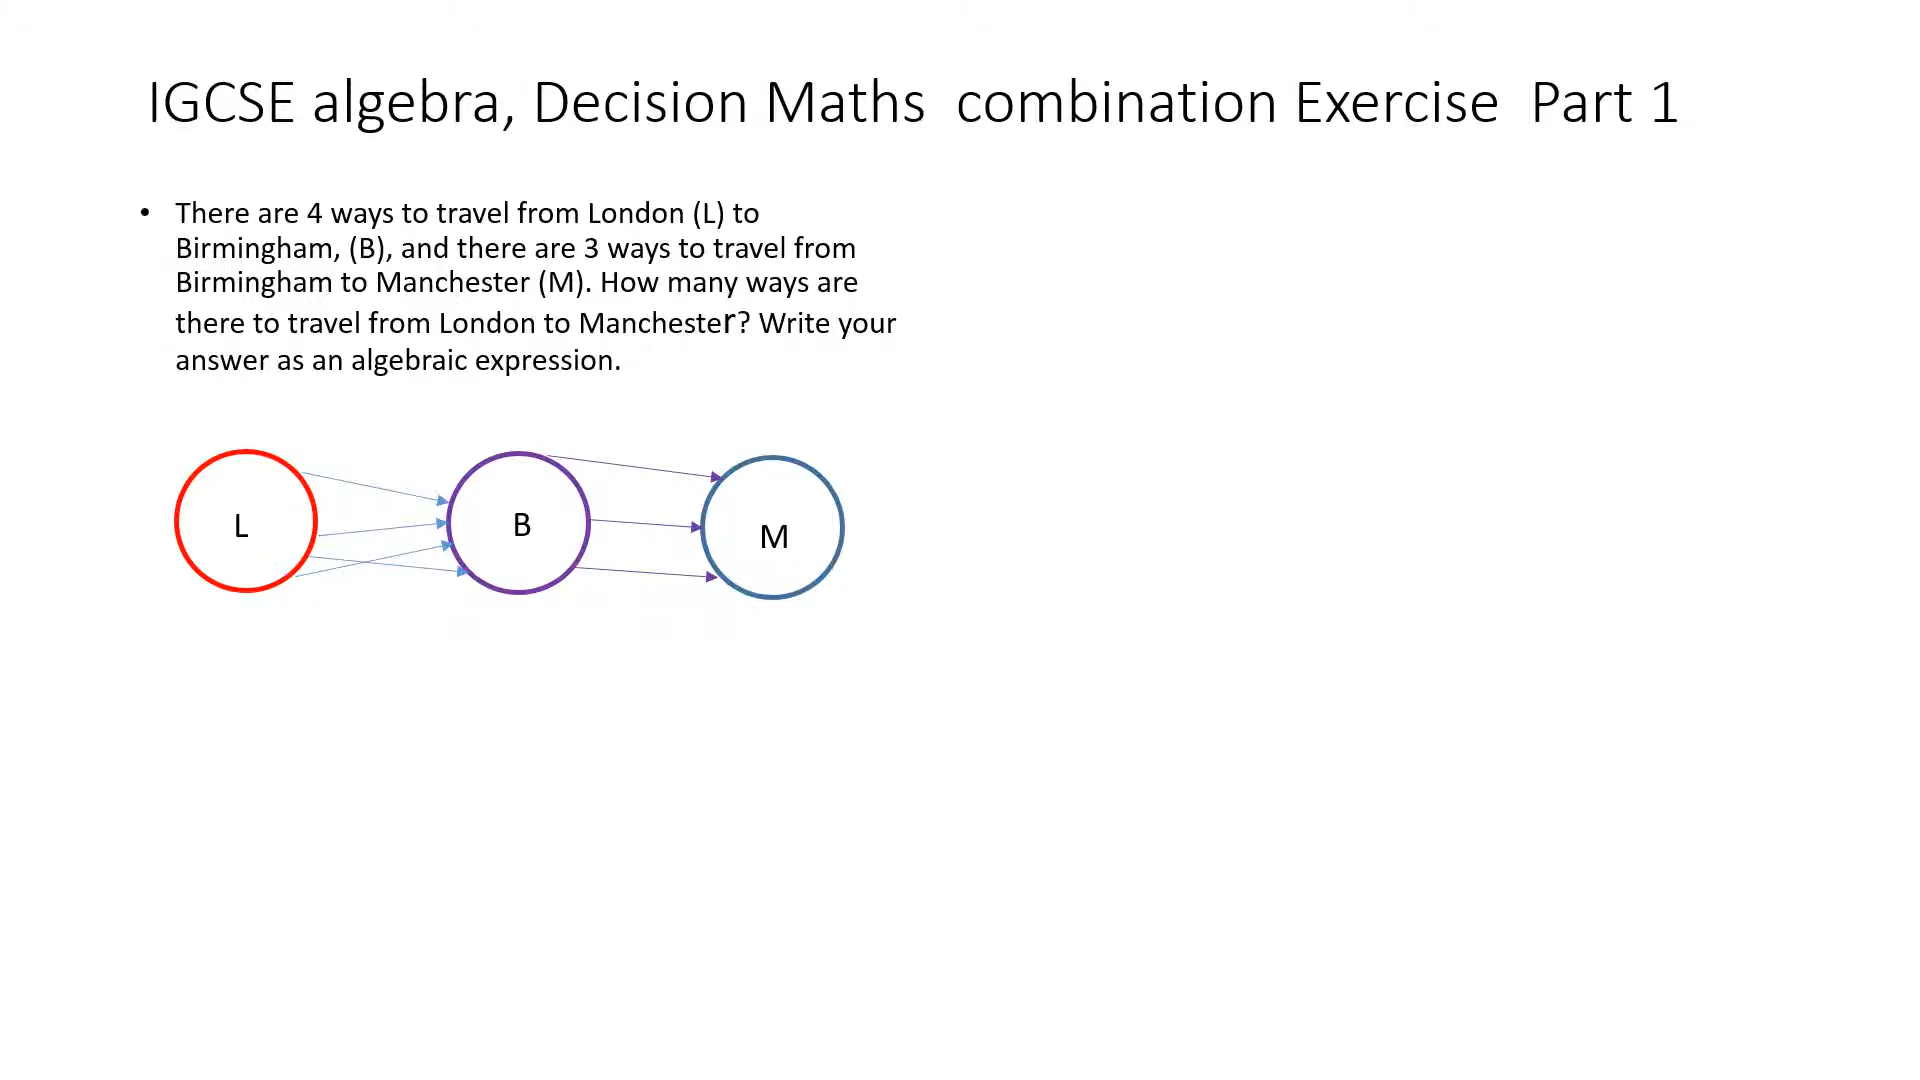 IGCSE algebra, Decision Maths  combination Exercise  Part 1
• There are 4 ways to travel from London (L) to
Birmingham, (B), and there are 3 ways to travel from
Birmingham to Manchester (M). How many ways are
there to travel from London to Manchester? Write your
answer as an algebraic expression.
L
B
M